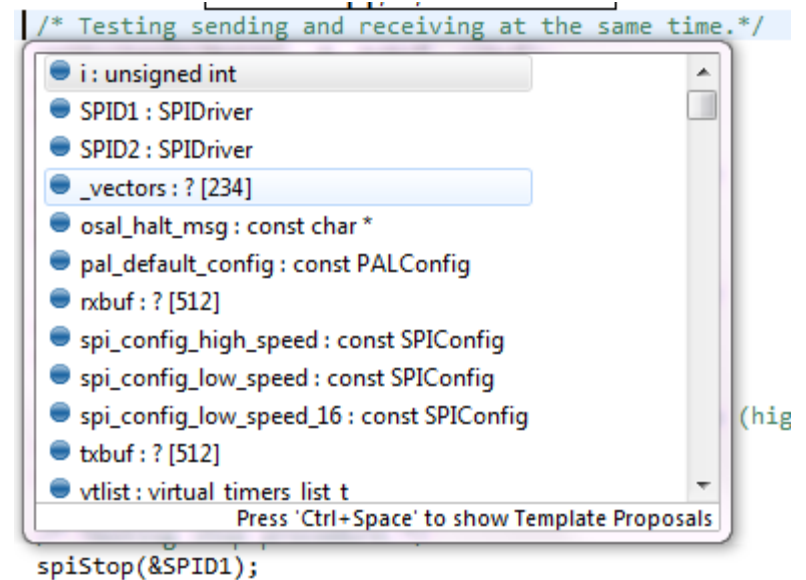 /* Testing sending and receiving at the same time.*/
i : unsigned int
SPID1 : SPIDriver
SPID2 : SPIDriver
_vectors : ? [234]
osal_halt_msg : const char *
pal_default_config : const PALConfig
rxbuf : ? [512]
spi_config_high_speed : const SPIConfig
spi_config_low_speed : const SPIConfig
spi_config_low_speed_16 : const SPIConfig
(hig
txbuf : ? [512]
vtlist : virtual_timers_list_t
Press 'Ctrl+Space' to show Template Proposals
spiStop(&SPID1);